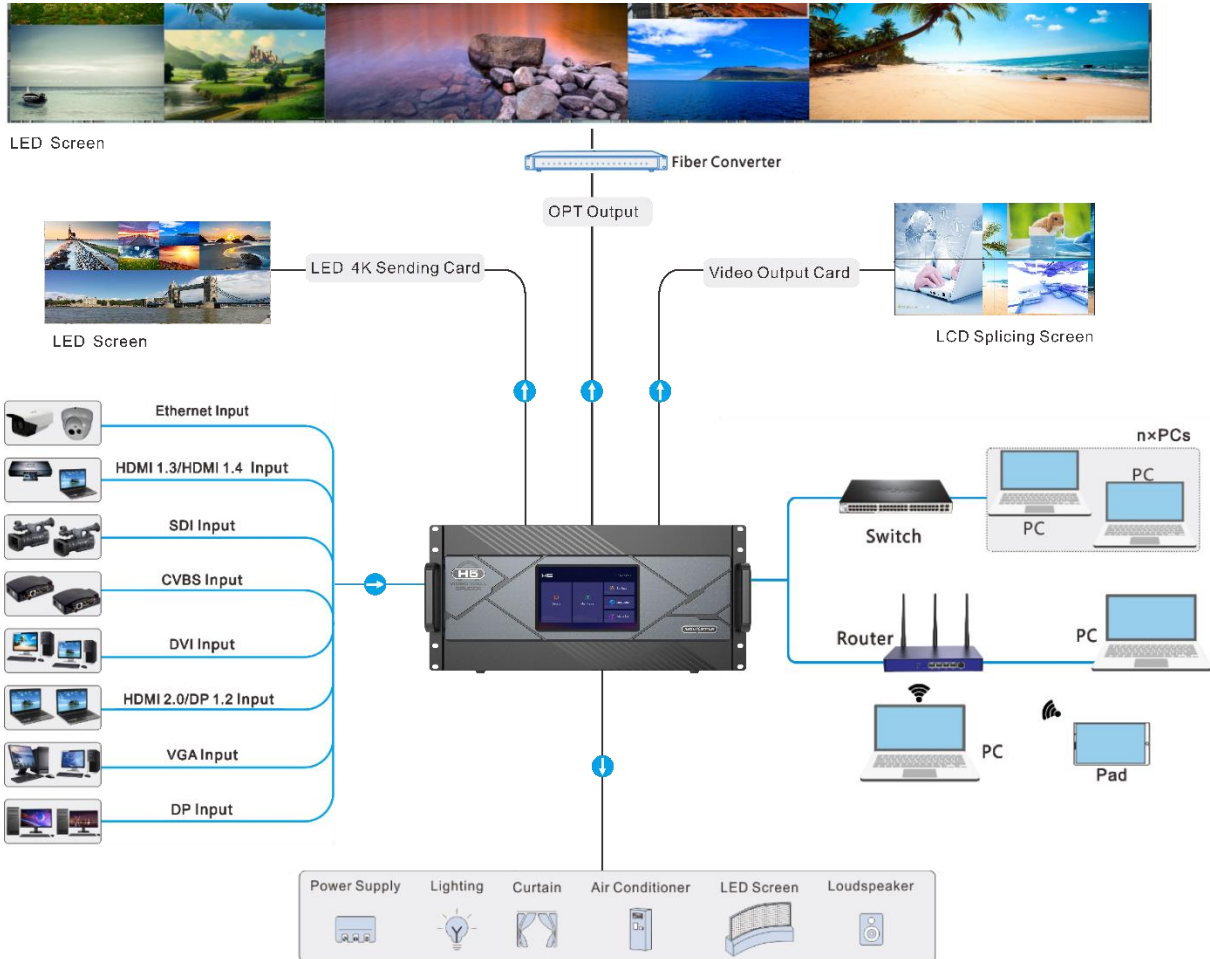 LED Screen
Fiber Converter
OPT Output
LED 4K Sending Card
Video Output Card
LED Screen
LCD Splicing Screen
Ethernet Input
HDMI 1.3/HDMI 1.4 Input
SDI Input
CVBS Input
DVI Input
HDMI 2.0/DP 1.2 Input
VGA Input
DP Input
n×PCs
PC
PC
Switch
Router
PC
PC
Pad
Power Supply
Lighting
Curtain
Air Conditioner
LED Screen
Loudspeaker